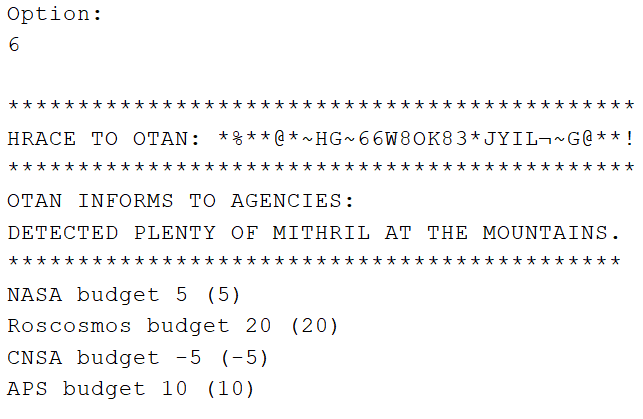 Option:
6
*********************************************
HRACE TO OTAN: *%**@*~HG~66W8OK83*JYIL¬~G@**!
*********************************************
OTAN INFORMS TO AGENCIES:
DETECTED PLENTY OF MITHRIL AT THE MOUNTAINS.
********************************************
NASA budget 5 (5)
Roscosmos budget 20 (20)
CNSA budget -5 (-5)
APS budget 10 (10)